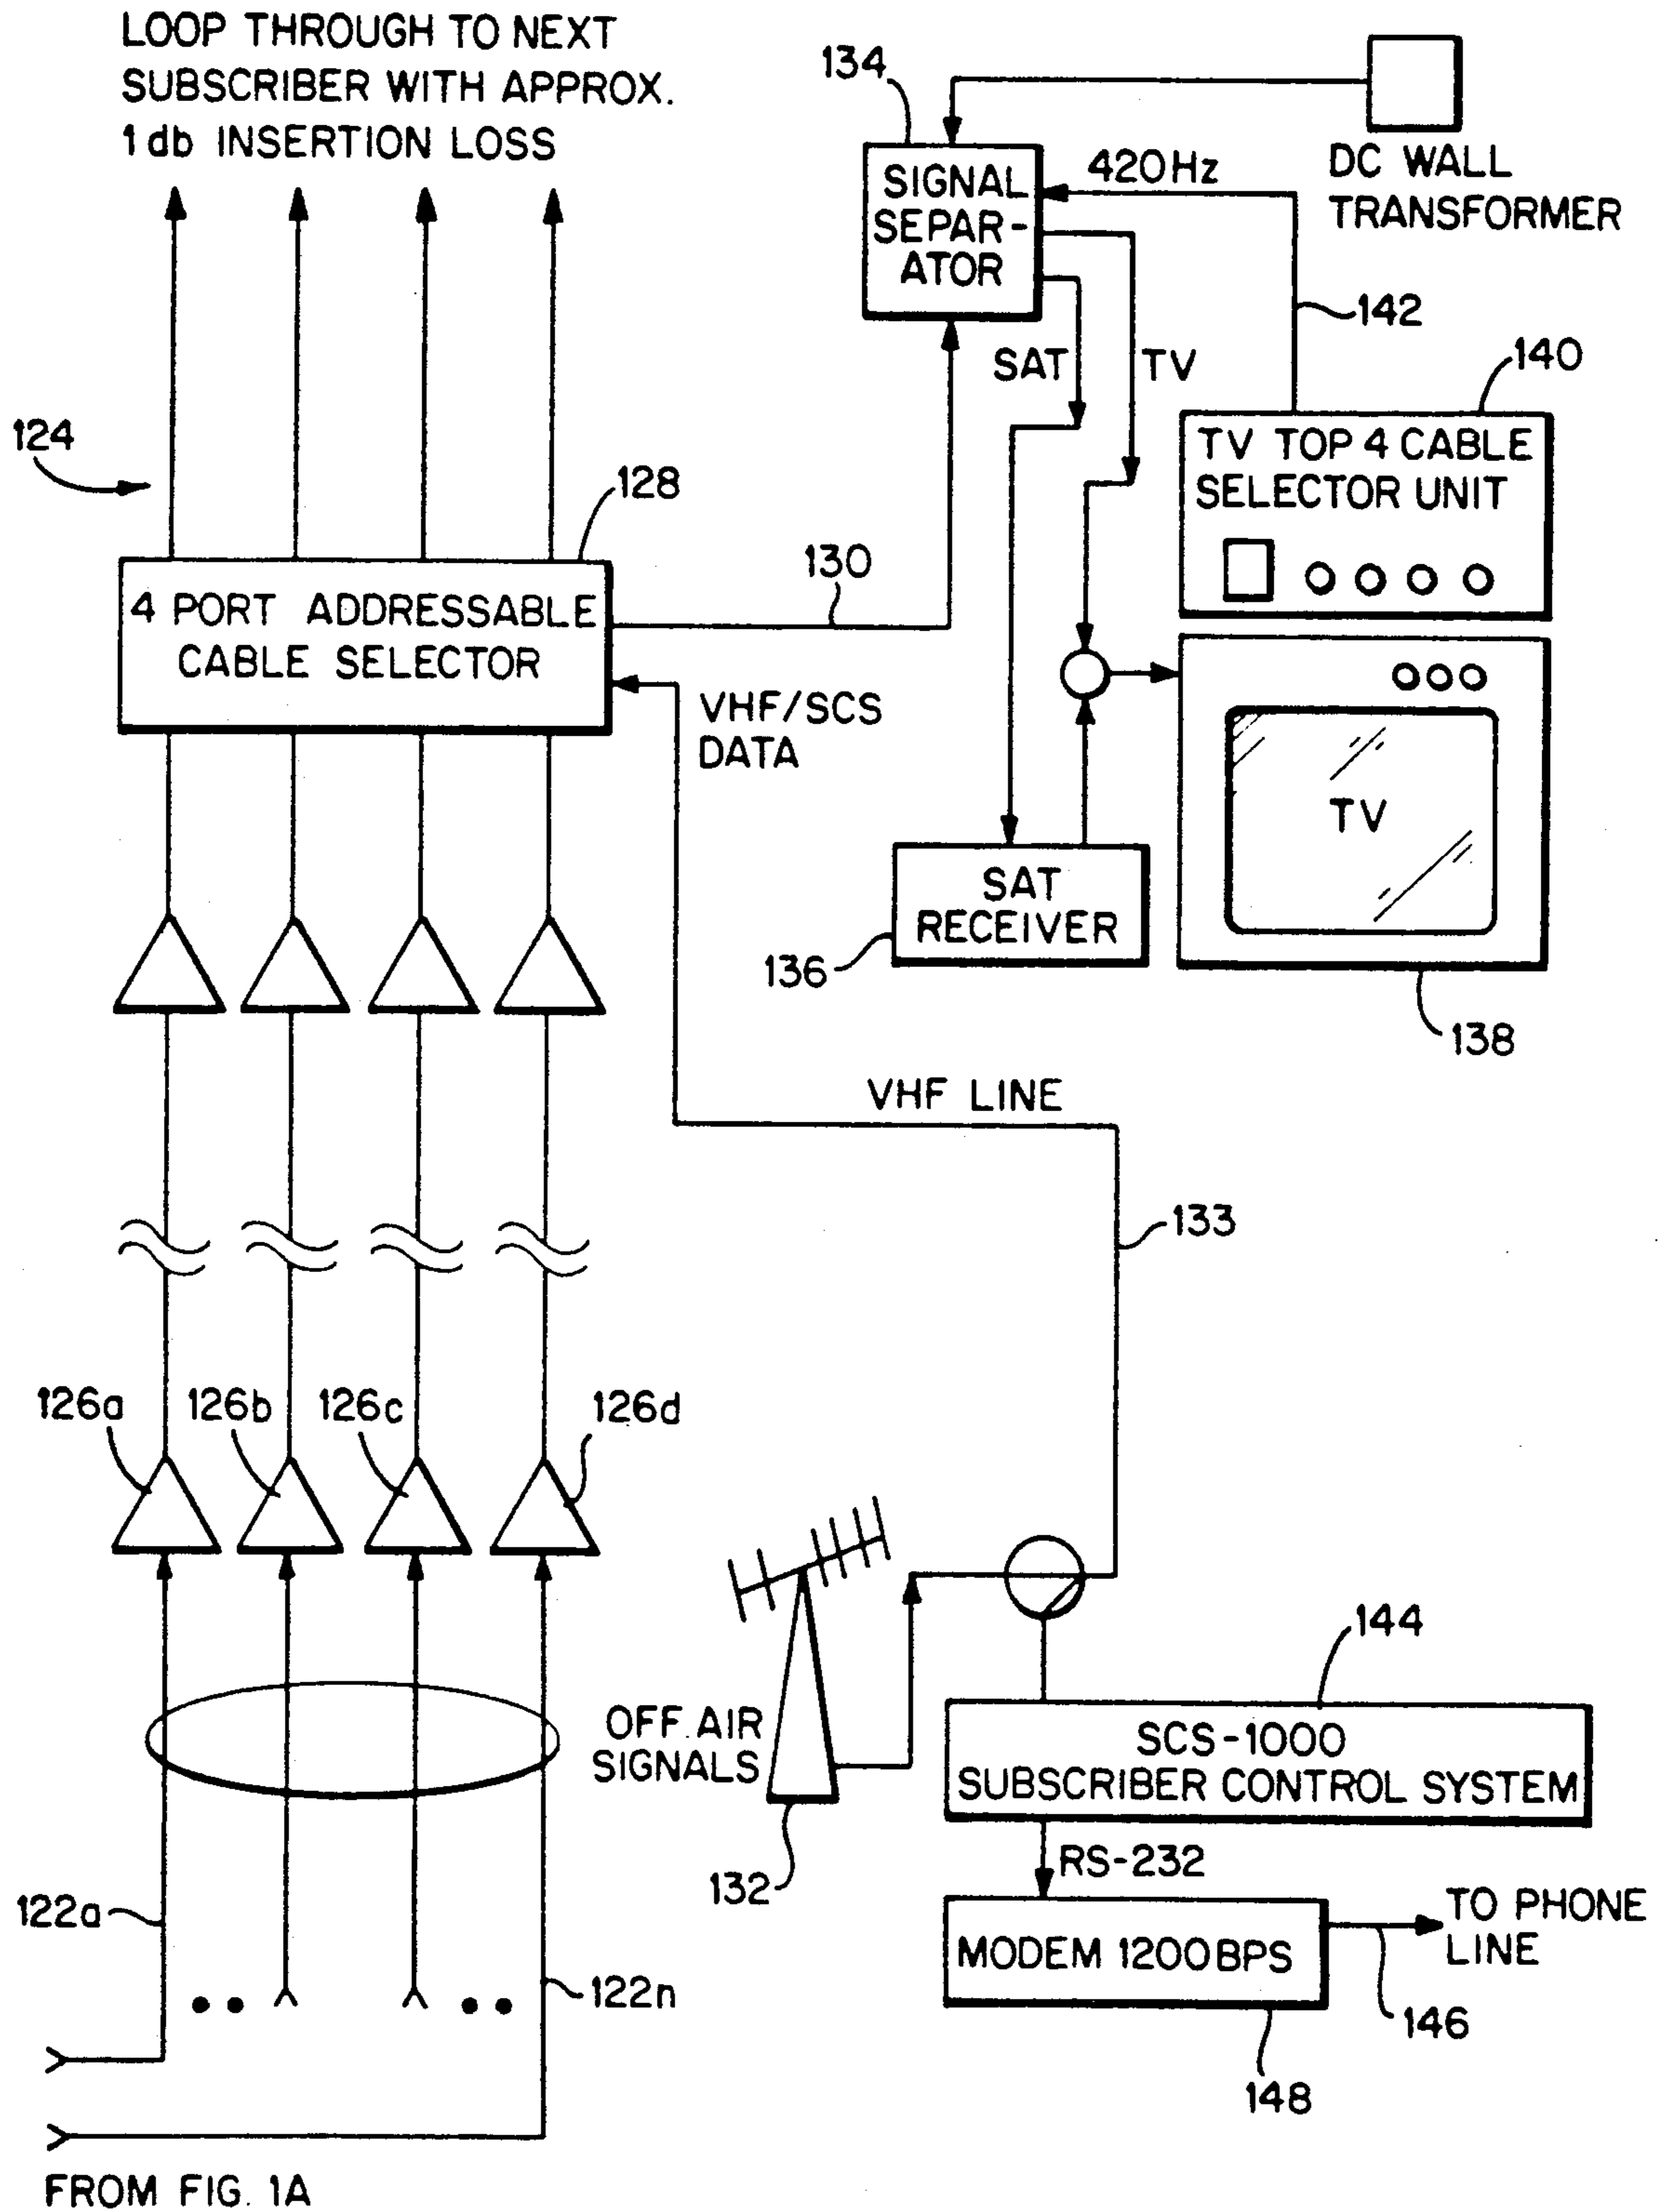 LOOP THROUGH TO NEXT
SUBSCRIBER WITH APPROX.
1 db INSERTION LOSS
134
DC WALL
TRANSFORMER
SIGNAL
SEPAR-
ATOR
420Hz
142
SAT
TV
140
TV TOP 4 CABLE
SELECTOR UNIT
124
128
130
4 PORT ADDRESSABLE
CABLE SELECTOR
VHF/SCS
DATA
TV
SAT
RECEIVER
136
138
VHF LINE
133
126a
126b
126c
126d
144
OFF.AIR
SIGNALS
SCS-1000
SUBSCRIBER CONTROL SYSTEM
132
RS-232
122a
TO PHONE
LINE
MODEM 1200BPS
122n
146
148
FROM FIG. 1A